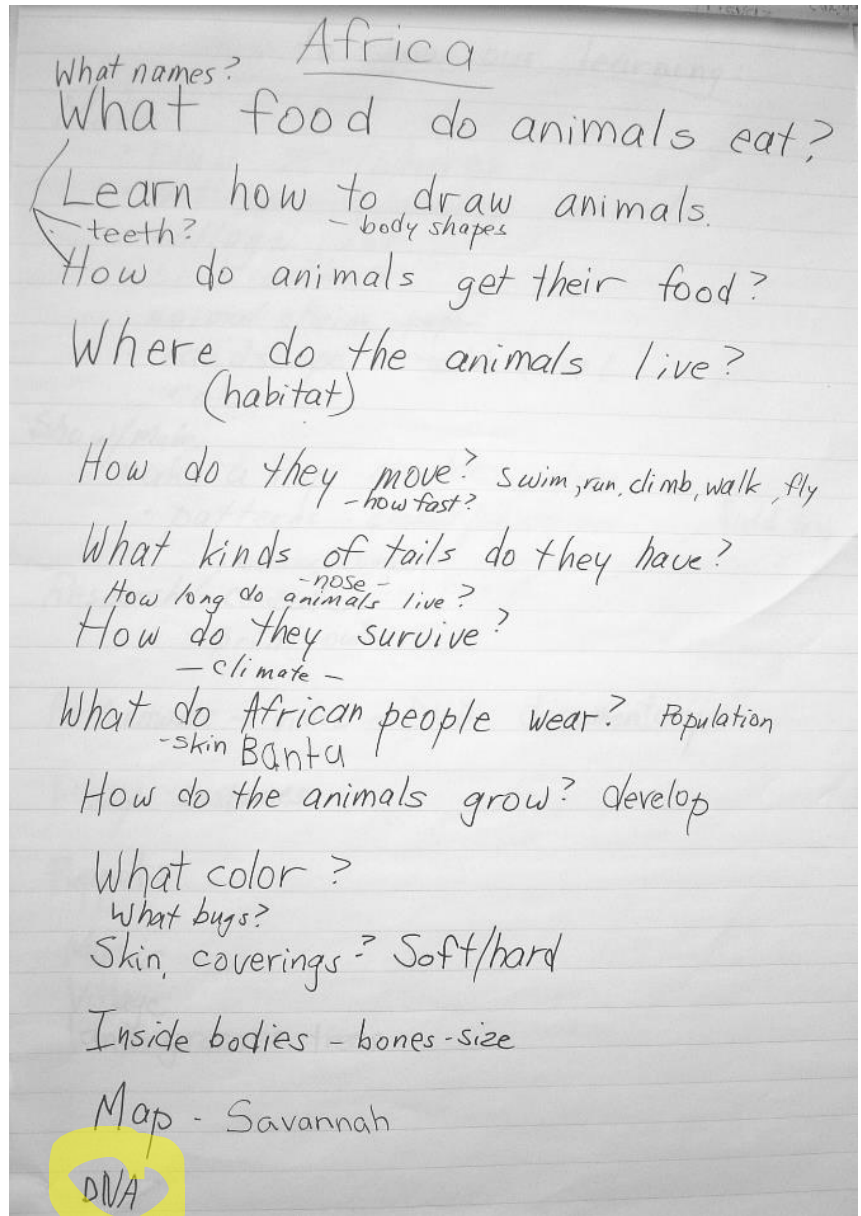 Africa
What names?
What food do animals eat?
Learn how to draw animals.
teeth? - body shapes
How do animals get their food?
Where do the animals live?
(habitat)
How do they move? swim, run, climb, walk, fly
- how fast?
What kinds of tails do they have?
- nose -
How long do animals live?
How do they survive?
- climate -
What do African people wear? Population
- skin Bantu
How do the animals grow? develop
What color?
What bugs?
Skin, coverings? Soft/hard
Inside bodies - bones - size
Map - Savannah
DNA